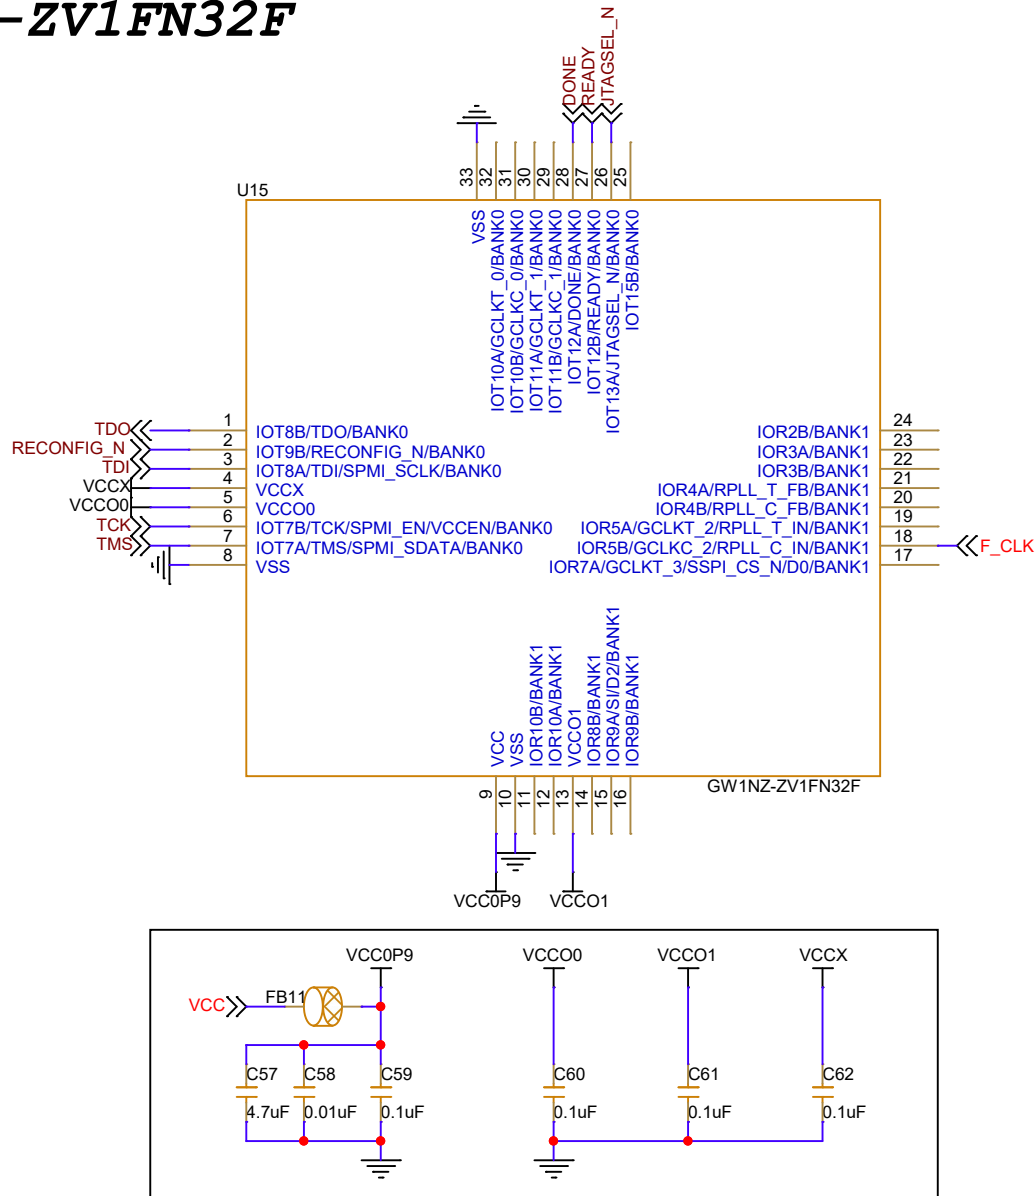 -ZV1FN32F
DONE
READY
JTAGSEL_N
33
32
31
30
29
28
27
26
25
U15
VSS
IOT10A/GCLKT_0/BANK0
IOT10B/GCLKC_0/BANK0
IOT11A/GCLKT_1/BANK0
IOT11B/GCLKC_1/BANK0
IOT12A/DONE/BANK0
IOT12B/READY/BANK0
IOT13A/JTAGSEL_N/BANK0
IOT15B/BANK0
TDO 1 IOT8B/TDO/BANK0
RECONFIG_N 2 IOT9B/RECONFIG_N/BANK0
TDI 3 IOT8A/TDI/SPMI_SCLK/BANK0
VCCX 4 VCCX
VCCO0 5 VCCO0
TCK 6 IOT7B/TCK/SPMI_EN/VCCEN/BANK0
TMS 7 IOT7A/TMS/SPMI_SDATA/BANK0
8 VSS
IOR2B/BANK1 24
IOR3A/BANK1 23
IOR3B/BANK1 22
IOR4A/RPLL_T_FB/BANK1 21
IOR4B/RPLL_C_FB/BANK1 20
IOR5A/GCLKT_2/RPLL_T_IN/BANK1 19
IOR5B/GCLKC_2/RPLL_C_IN/BANK1 18 F_CLK
IOR7A/GCLKT_3/SSPI_CS_N/D0/BANK1 17
VCC
VSS
IOR10B/BANK1
IOR10A/BANK1
VCCO1
IOR8B/BANK1
IOR9A/SI/D2/BANK1
IOR9B/BANK1
9
10
11
12
13
14
15
16
GW1NZ-ZV1FN32F
VCC0P9 VCCO1
VCC0P9 VCCO0 VCCO1 VCCX
VCC FB11
C57 C58 C59 C60 C61 C62
4.7uF 0.01uF 0.1uF 0.1uF 0.1uF 0.1uF